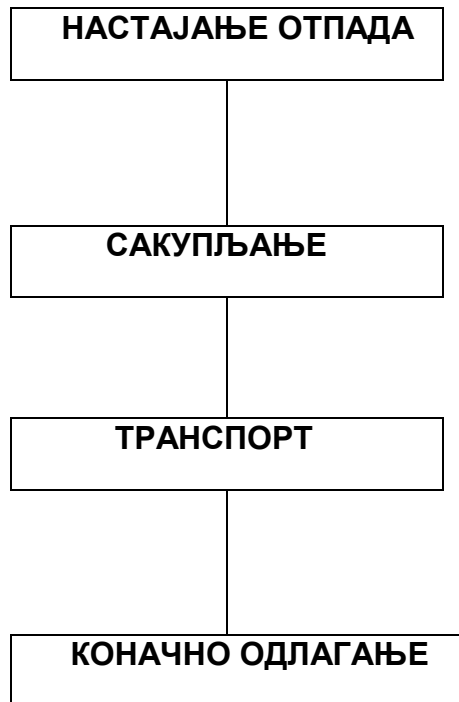 НАСТАЈАЊЕ ОТПАДА
САКУПЉАЊЕ
ТРАНСПОРТ
КОНАЧНО ОДЛАГАЊЕ